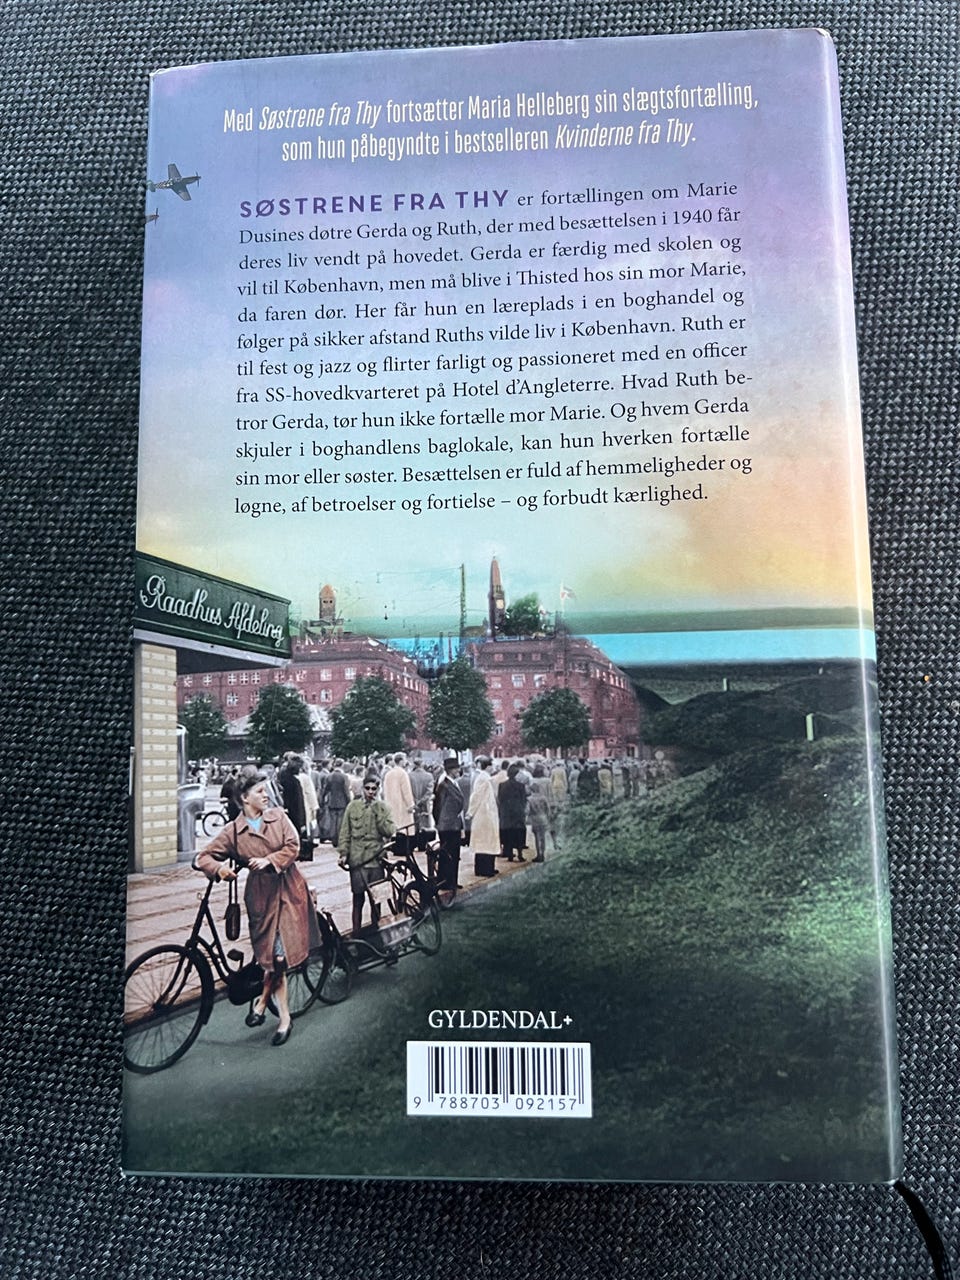 Med Søstrene fra Thy fortsætter Maria Helleberg sin slægtsfortælling,
som hun påbegyndte i bestselleren Kvinderne fra Thy.
SØSTRENE FRA THY er fortællingen om Marie
Dusines døtre Gerda og Ruth, der med besættelsen i 1940 får
deres liv vendt på hovedet. Gerda er færdig med skolen og
vil til København, men må blive i Thisted hos sin mor Marie,
da faren dør. Her får hun en læreplads i en boghandel og
følger på sikker afstand Ruths vilde liv i København. Ruth er
til fest og jazz og flirter farligt og passioneret med en officer
fra SS-hovedkvarteret på Hotel d'Angleterre. Hvad Ruth be-
tror Gerda, tør hun ikke fortælle mor Marie. Og hvem Gerda
skjuler i boghandlens baglokale, kan hun hverken fortælle
sin mor eller søster. Besættelsen er fuld af hemmeligheder og
løgne, af betroelser og fortielse – og forbudt kærlighed.
Raadhus Afdeling
GYLDENDAL+
9 788703 092157